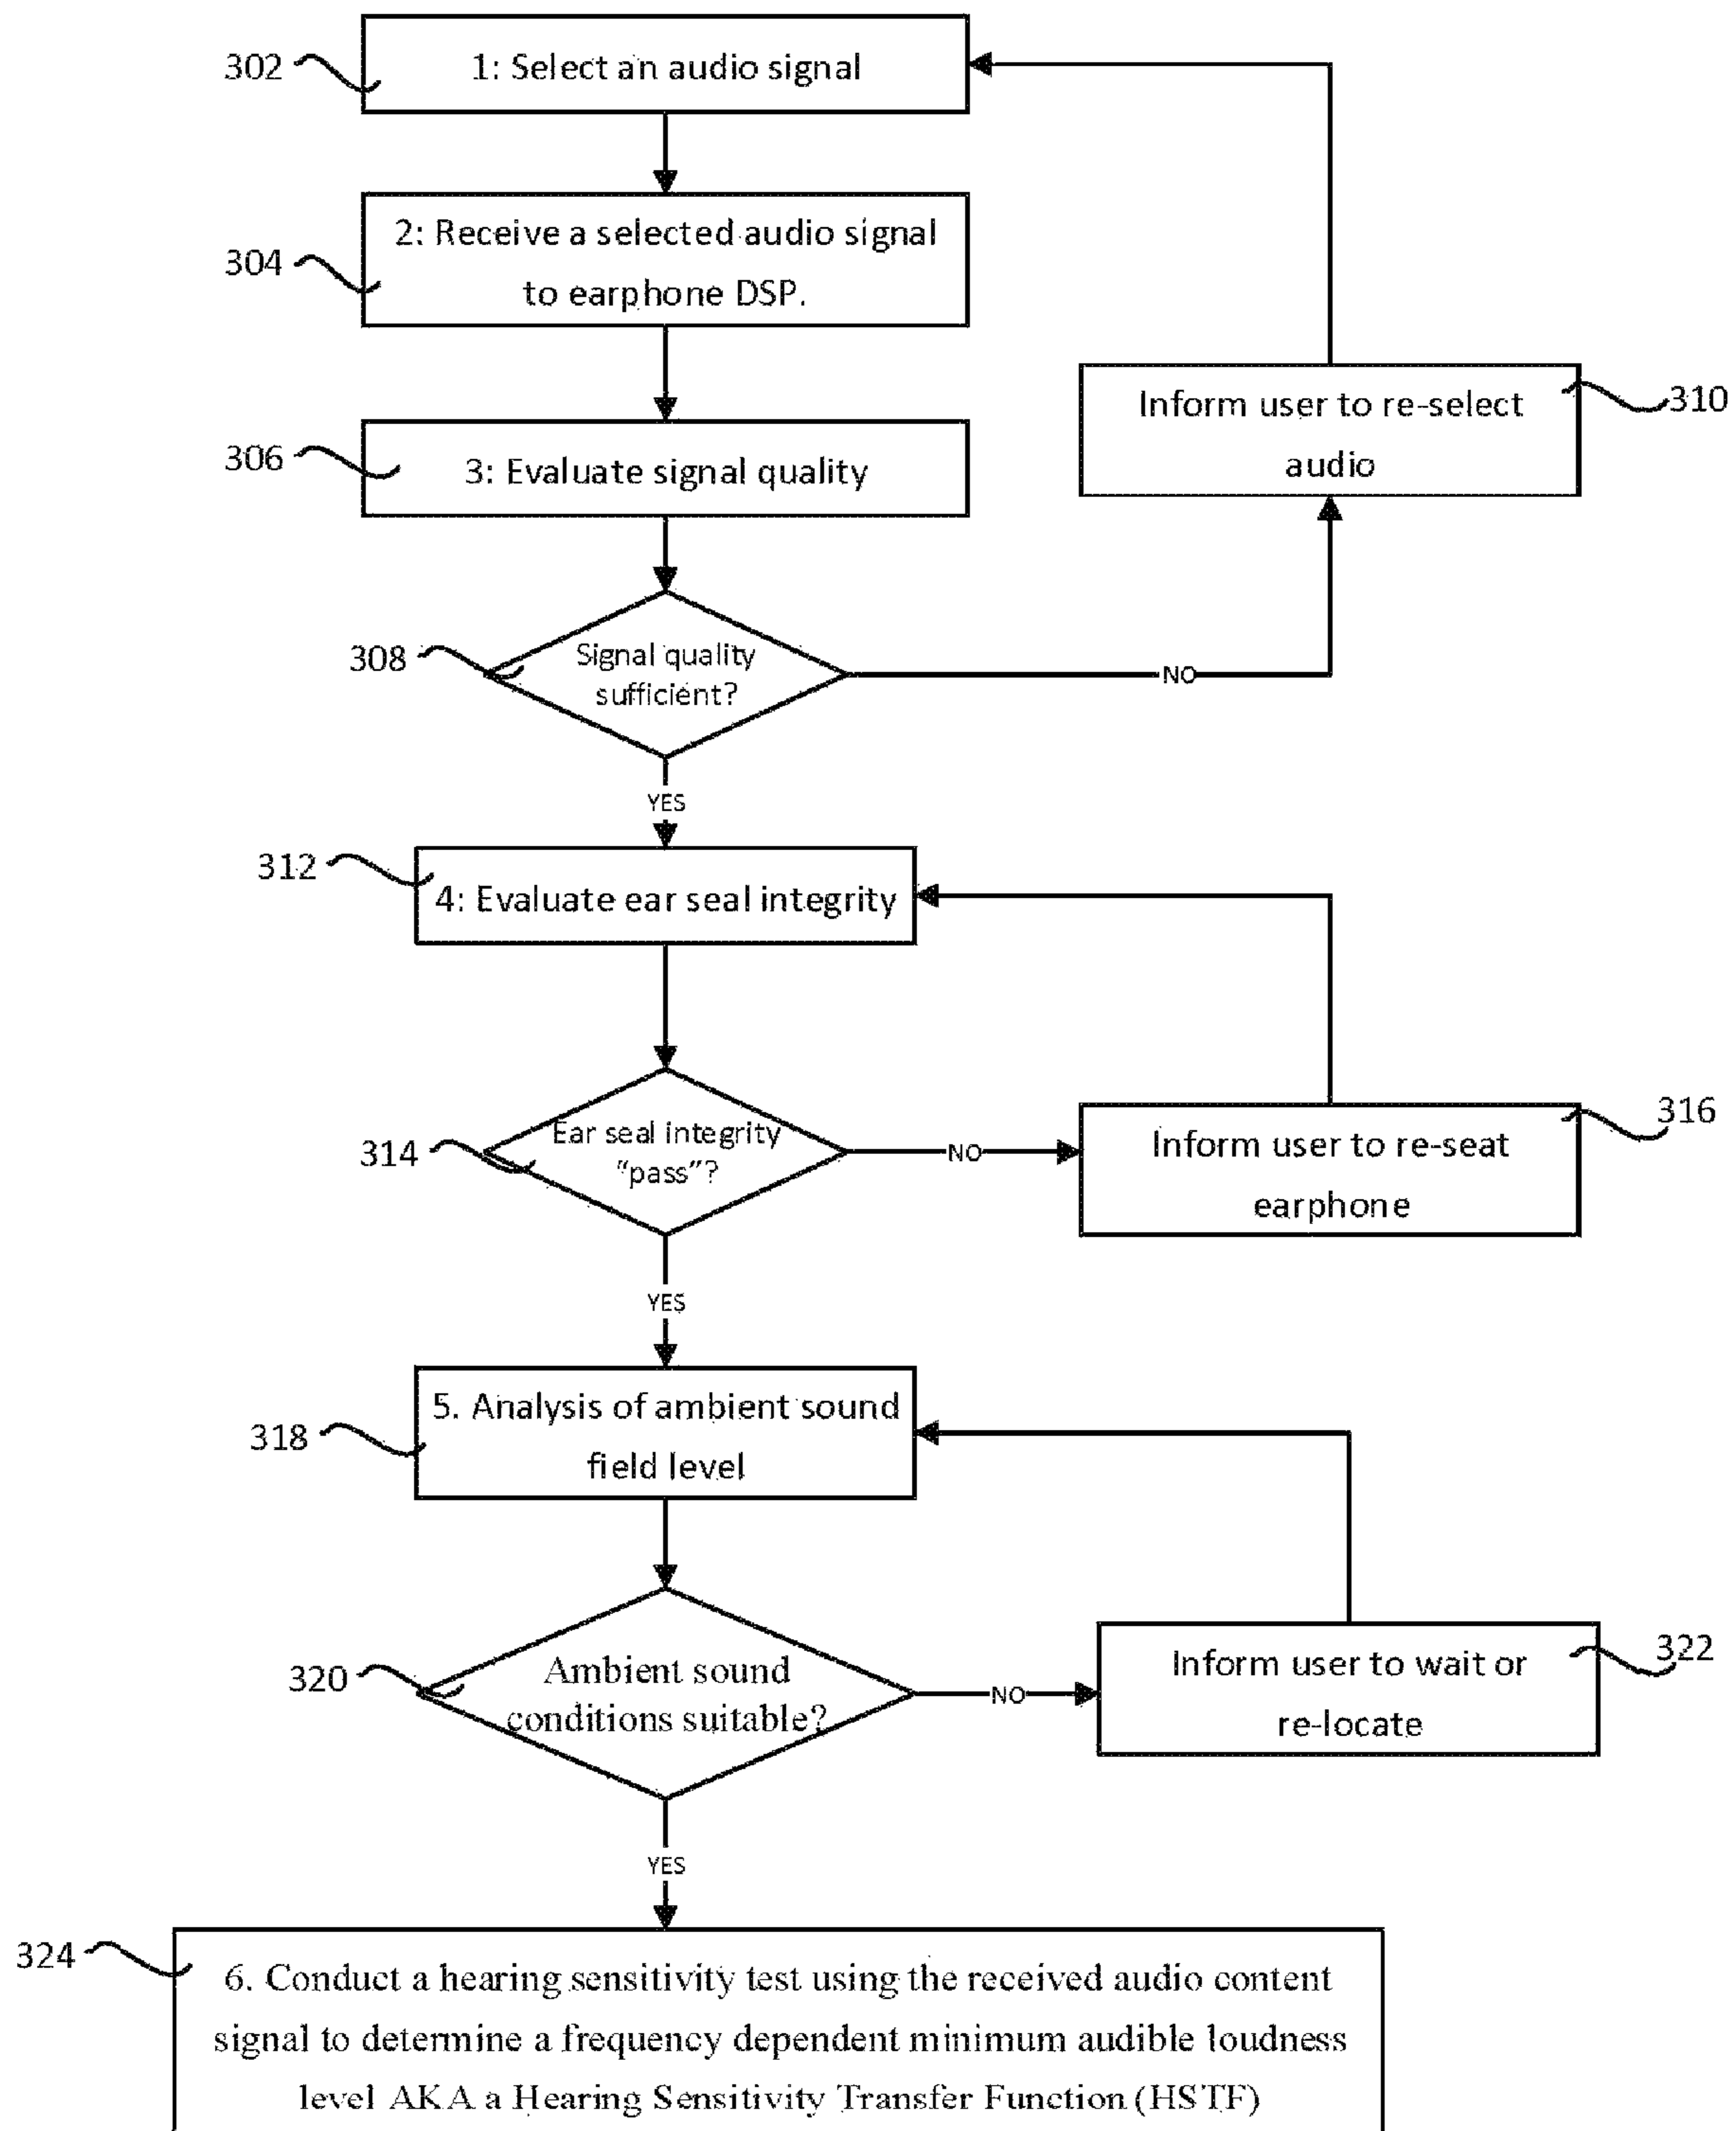 302
1: Select an audio signal
2: Receive a selected audio signal
to earphone DSP.
304
Inform user to re-select
audio
310
306
3: Evaluate signal quality
308
Signal quality
sufficient?
NO
YES
312
4: Evaluate ear seal integrity
314
Ear seal integrity
"pass"?
NO
Inform user to re-seat
earphone
316
YES
318
5. Analysis of ambient sound
field level
320
Ambient sound
conditions suitable?
NO
Inform user to wait or
re-locate
322
YES
324
6. Conduct a hearing sensitivity test using the received audio content
signal to determine a frequency dependent minimum audible loudness
level AKA a Hearing Sensitivity Transfer Function (HSTF)